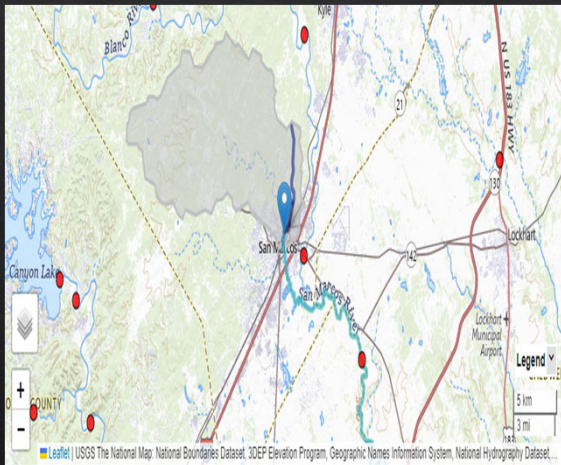 Kyle
Blanco Riv
N US 183 HWY
21
130
San Marcos
142
Lockhart
Canyon Lake
San Marcos River
Lockhart
Municipal
Airport
Legend
CALDWEL
+
−
COUNTY
5 km
3 mi
183
Leaflet | USGS The National Map: National Boundaries Dataset, 3DEP Elevation Program, Geographic Names Information System, National Hydrography Dataset,...